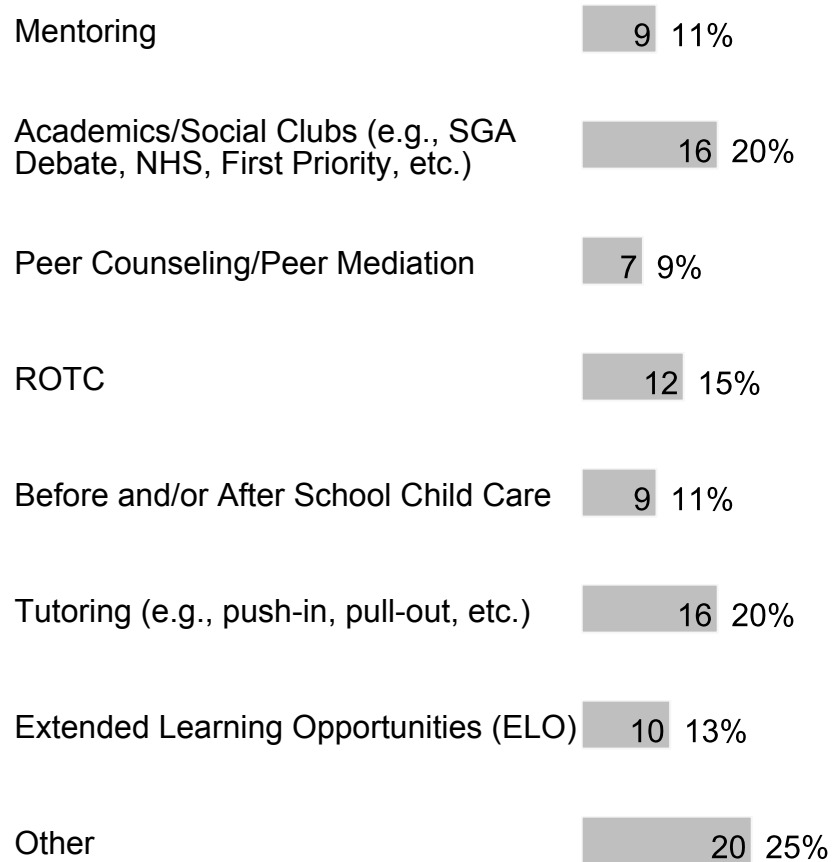 Mentoring 9 11%
Academics/Social Clubs (e.g., SGA
Debate, NHS, First Priority, etc.) 16 20%
Peer Counseling/Peer Mediation 7 9%
ROTC 12 15%
Before and/or After School Child Care 9 11%
Tutoring (e.g., push-in, pull-out, etc.) 16 20%
Extended Learning Opportunities (ELO) 10 13%
Other 20 25%